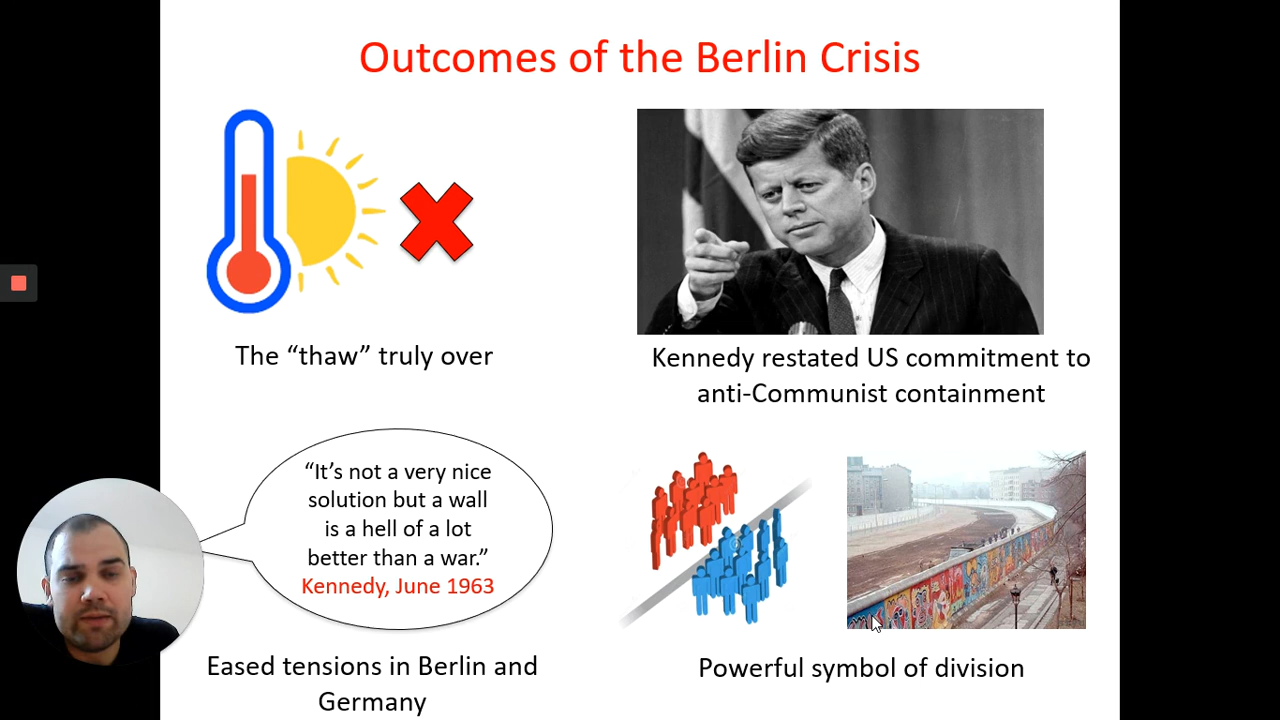 Outcomes of the Berlin Crisis
The “thaw” truly over
Kennedy restated US commitment to
anti-Communist containment
“It’s not a very nice
solution but a wall
is a hell of a lot
better than a war.”
Kennedy, June 1963
Eased tensions in Berlin and
Germany
Powerful symbol of division